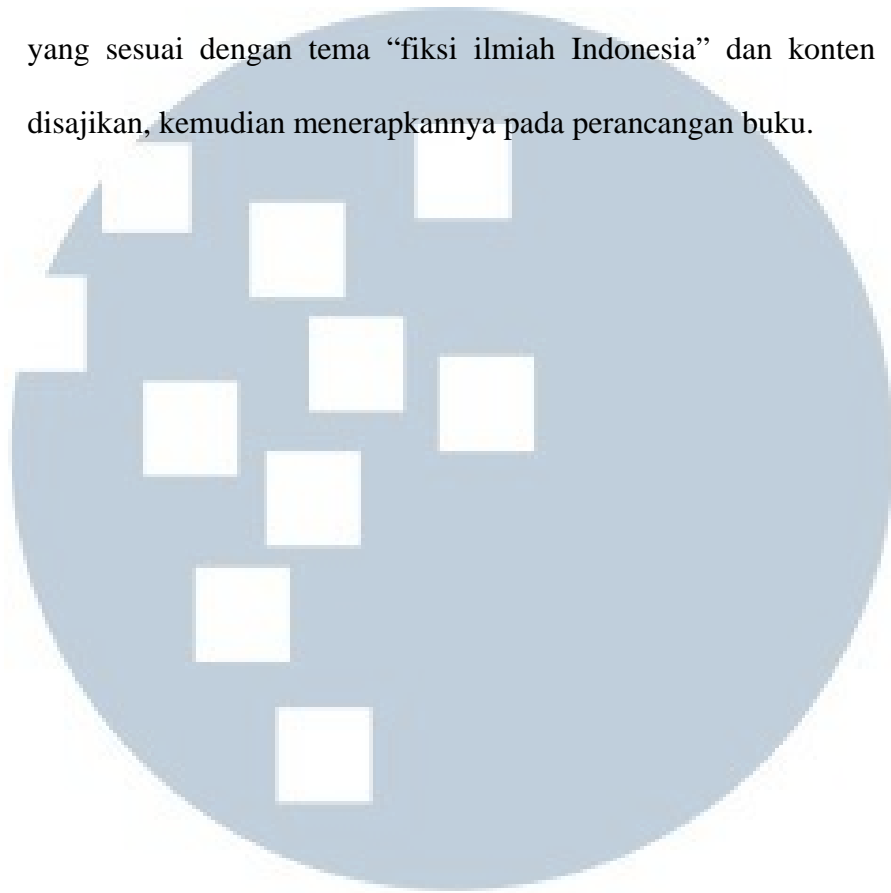 yang sesuai dengan tema “fiksi ilmiah Indonesia” dan konten
disajikan, kemudian menerapkannya pada perancangan buku.